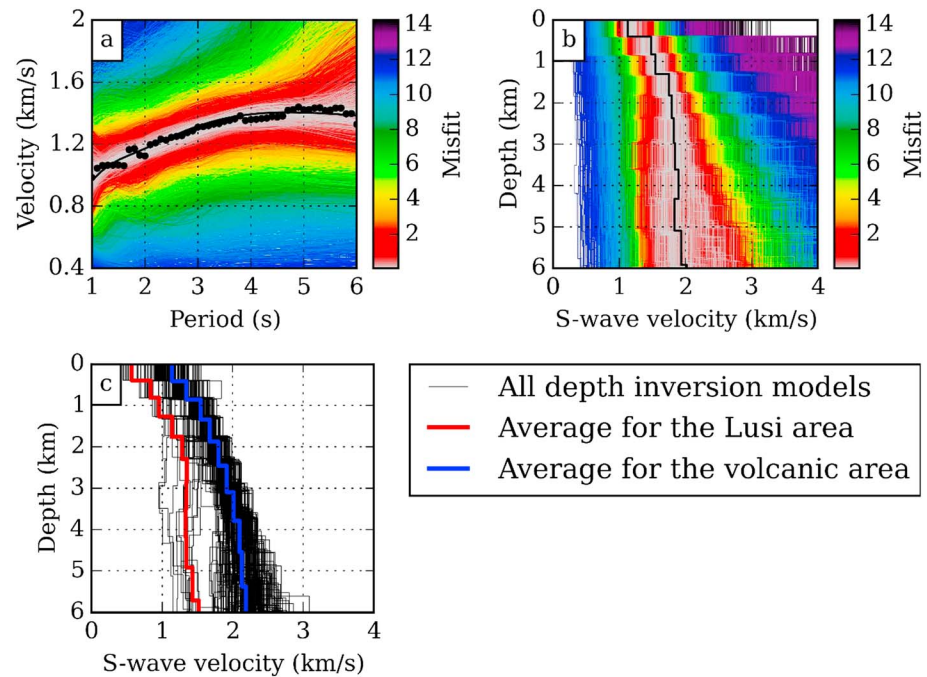 2
1.6
1.2
0.8
0.4
Velocity (km/s)
a
1 2 3 4 5 6
Period (s)
14
12
10
8
6
4
2
Misfit
0
1
2
3
4
5
6
Depth (km)
b
0 1 2 3 4
S-wave velocity (km/s)
14
12
10
8
6
4
2
Misfit
0
1
2
3
4
5
6
Depth (km)
c
0 1 2 3 4
S-wave velocity (km/s)
All depth inversion models
Average for the Lusi area
Average for the volcanic area